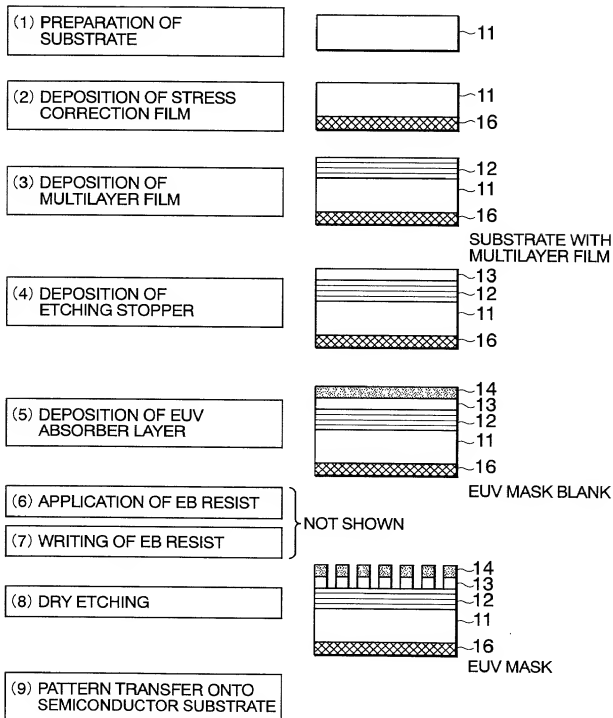 (1) PREPARATION OF
SUBSTRATE
11
(2) DEPOSITION OF STRESS
CORRECTION FILM
11
16
(3) DEPOSITION OF
MULTILAYER FILM
12
11
16
SUBSTRATE WITH
MULTILAYER FILM
(4) DEPOSITION OF
ETCHING STOPPER
13
12
11
16
(5) DEPOSITION OF EUV
ABSORBER LAYER
14
13
12
11
16
EUV MASK BLANK
(6) APPLICATION OF EB RESIST
(7) WRITING OF EB RESIST
NOT SHOWN
(8) DRY ETCHING
14
13
12
11
16
EUV MASK
(9) PATTERN TRANSFER ONTO
SEMICONDUCTOR SUBSTRATE